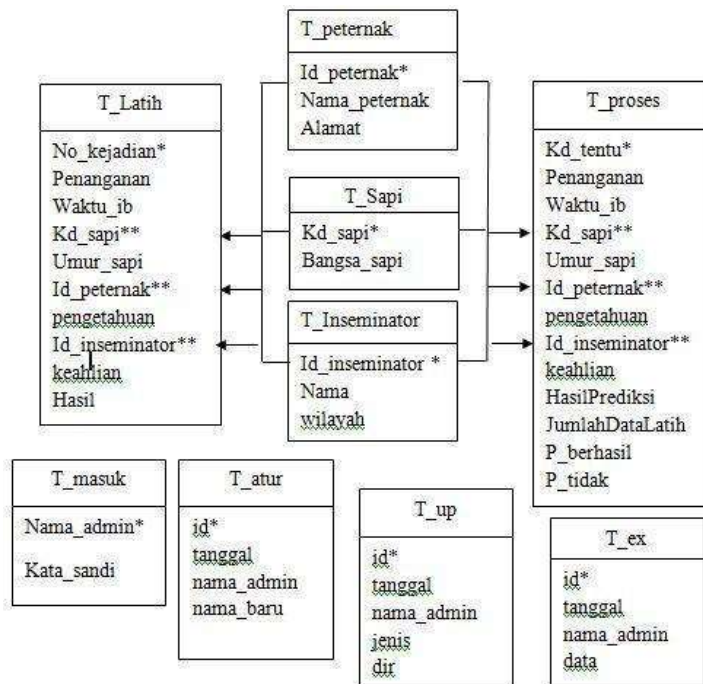 T_peternak
Id_peternak*
Nama_peternak
Alamat
T_Latih
No_kejadian*
Penanganan
Waktu_ib
Kd_sapi**
Umur_sapi
Id_peternak**
pengetahuan
Id_inseminator**
keahlian
Hasil
T_Sapi
Kd_sapi*
Bangsa_sapi
T_Inseminator
Id_inseminator *
Nama
wilayah
T_proses
Kd_tentu*
Penanganan
Waktu_ib
Kd_sapi**
Umur_sapi
Id_peternak**
pengetahuan
Id_inseminator**
keahlian
HasilPrediksi
JumlahDataLatih
P_berhasil
P_tidak
T_masuk
Nama_admin*
Kata_sandi
T_atur
id*
tanggal
nama_admin
nama_baru
T_up
id*
tanggal
nama_admin
jenis
dir
T_ex
id*
tanggal
nama_admin
data